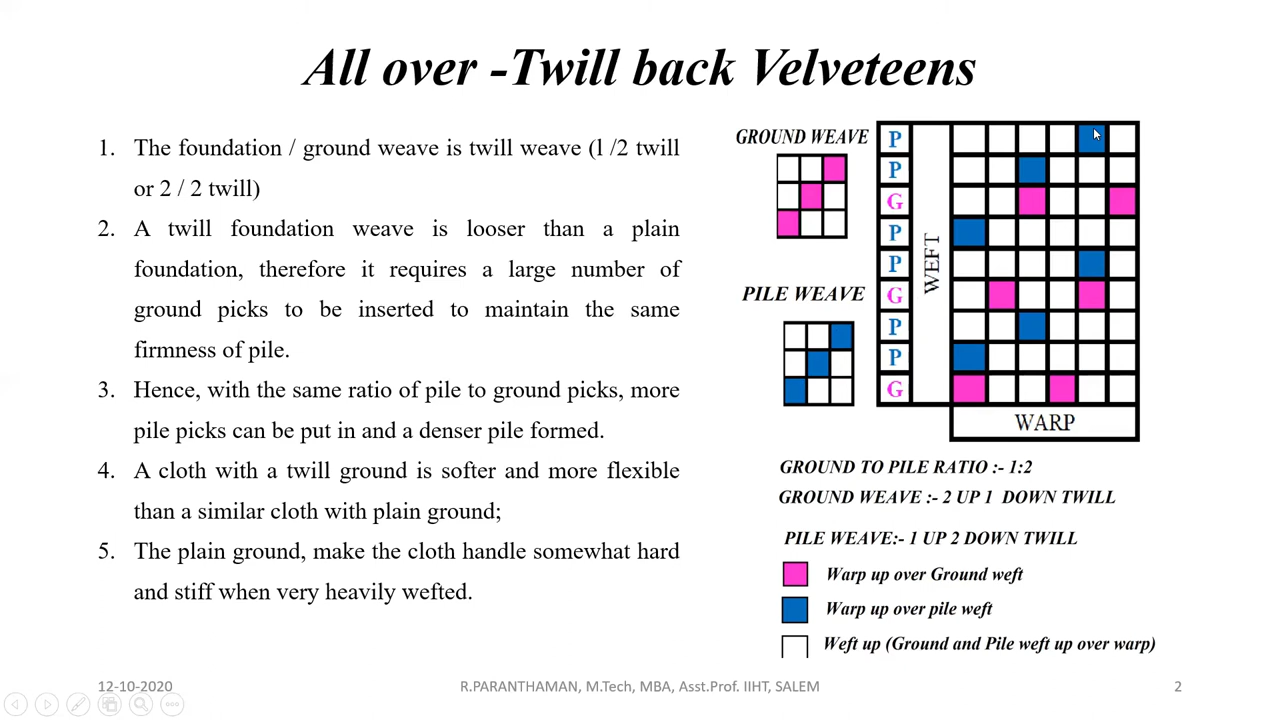 All over -Twill back Velveteens
1. The foundation / ground weave is twill weave (1 /2 twill
or 2 / 2 twill)
2. A twill foundation weave is looser than a plain
foundation, therefore it requires a large number of
ground picks to be inserted to maintain the same
firmness of pile.
3. Hence, with the same ratio of pile to ground picks, more
pile picks can be put in and a denser pile formed.
4. A cloth with a twill ground is softer and more flexible
than a similar cloth with plain ground;
5. The plain ground, make the cloth handle somewhat hard
and stiff when very heavily wefted.
GROUND WEAVE
PILE WEAVE
P
P
G
P
P
G
P
P
G
WEFT
WARP
GROUND TO PILE RATIO :- 1:2
GROUND WEAVE :- 2 UP 1 DOWN TWILL
PILE WEAVE:- 1 UP 2 DOWN TWILL
Warp up over Ground weft
Warp up over pile weft
Weft up (Ground and Pile weft up over warp)
12-10-2020
R.PARANTHAMAN, M.Tech, MBA, Asst.Prof. IIHT, SALEM
2